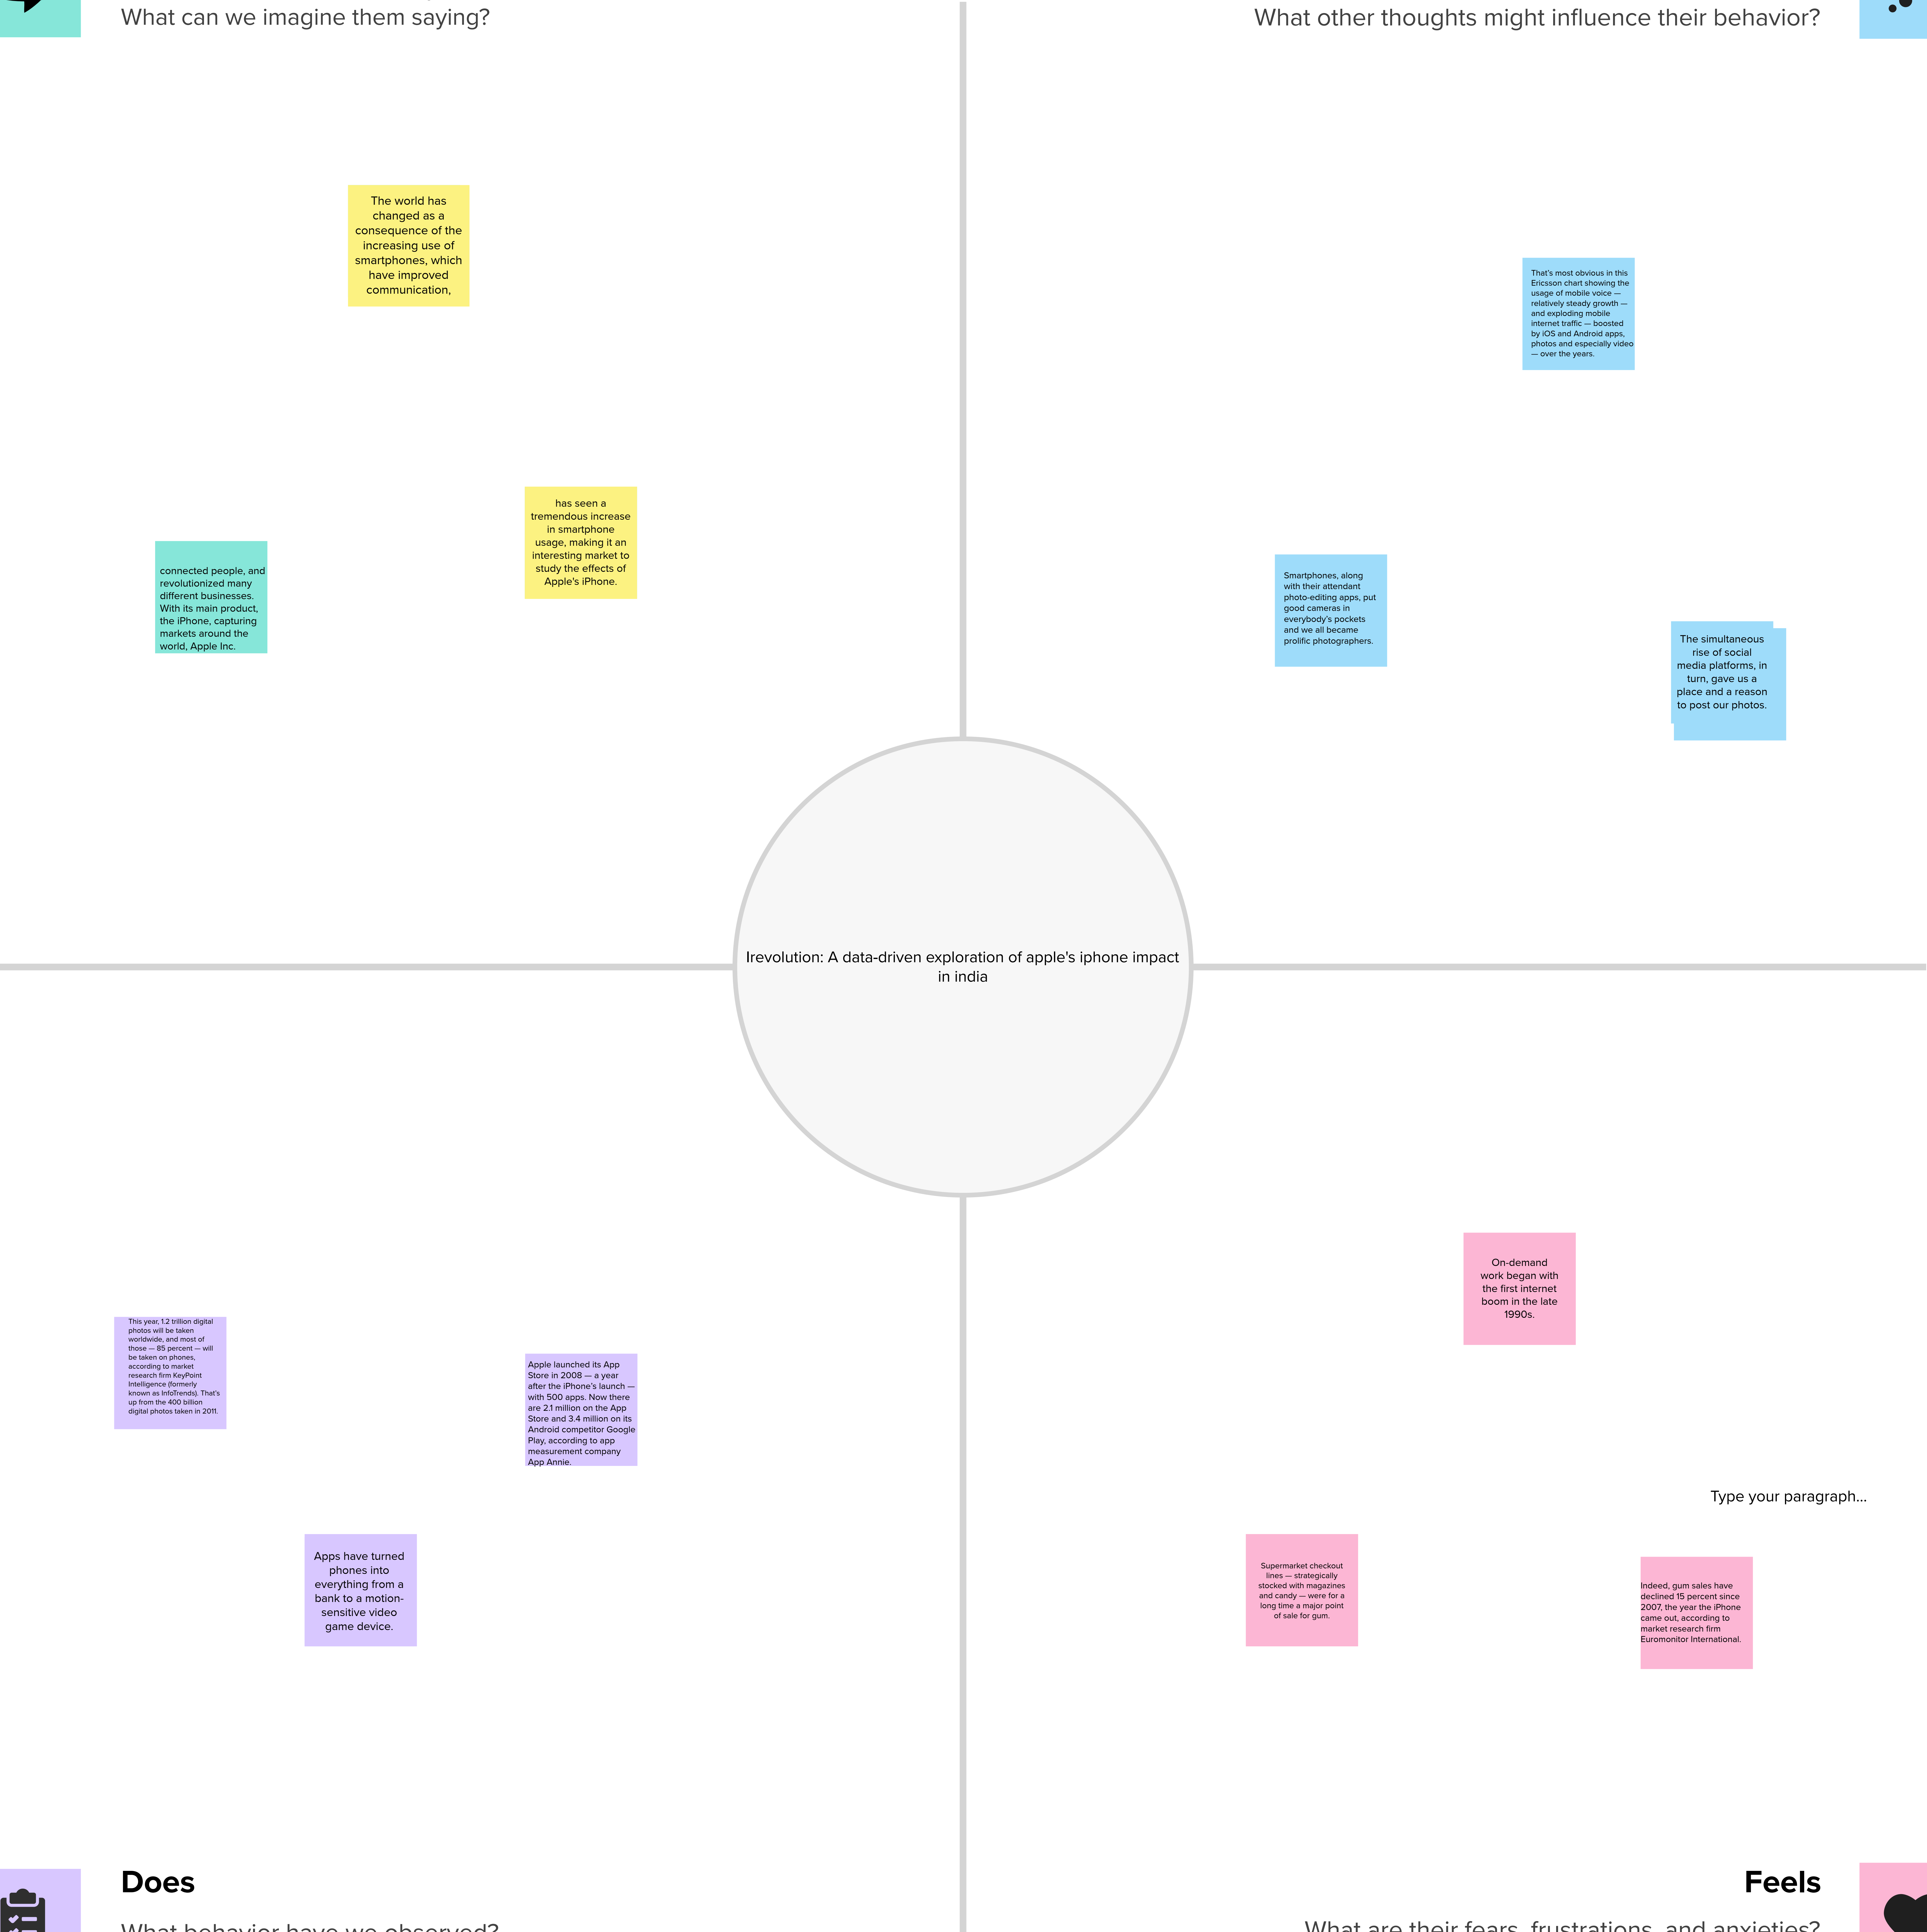 What can we imagine them saying?
What other thoughts might influence their behavior?
The world has
changed as a
consequence of the
increasing use of
smartphones, which
have improved
communication,
has seen a
tremendous increase
in smartphone
usage, making it an
interesting market to
study the effects of
Apple's iPhone.
connected people, and
revolutionized many
different businesses.
With its main product,
the iPhone, capturing
markets around the
world, Apple Inc.
That's most obvious in this
Ericsson chart showing the
usage of mobile voice —
relatively steady growth —
and exploding mobile
internet traffic — boosted
by iOS and Android apps,
photos and especially video
— over the years.
Smartphones, along
with their attendant
photo-editing apps, put
good cameras in
everybody's pockets
and we all became
prolific photographers.
The simultaneous
rise of social
media platforms, in
turn, gave us a
place and a reason
to post our photos.
Irevolution: A data-driven exploration of apple's iphone impact
in india
This year, 1.2 trillion digital
photos will be taken
worldwide, and most of
those — 85 percent — will
be taken on phones,
according to market
research firm KeyPoint
Intelligence (formerly
known as InfoTrends). That's
up from the 400 billion
digital photos taken in 2011.
Apple launched its App
Store in 2008 — a year
after the iPhone's launch —
with 500 apps. Now there
are 2.1 million on the App
Store and 3.4 million on its
Android competitor Google
Play, according to app
measurement company
App Annie.
Apps have turned
phones into
everything from a
bank to a motion-
sensitive video
game device.
On-demand
work began with
the first internet
boom in the late
1990s.
Type your paragraph...
Supermarket checkout
lines — strategically
stocked with magazines
and candy — were for a
long time a major point
of sale for gum.
Indeed, gum sales have
declined 15 percent since
2007, the year the iPhone
came out, according to
market research firm
Euromonitor International.
Does
What behavior have we observed?
Feels
What are their fears, frustrations, and anxieties?